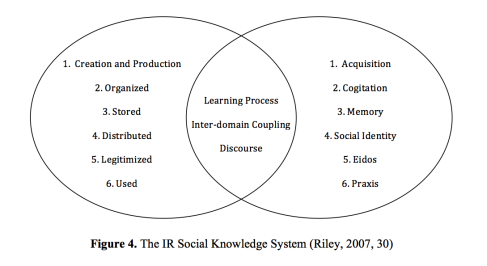 1. Creation and Production
2. Organized
3. Stored
4. Distributed
5. Legitimized
6. Used
Learning Process
Inter-domain Coupling
Discourse
1. Acquisition
2. Cogitation
3. Memory
4. Social Identity
5. Eidos
6. Praxis
Figure 4. The IR Social Knowledge System (Riley, 2007, 30)